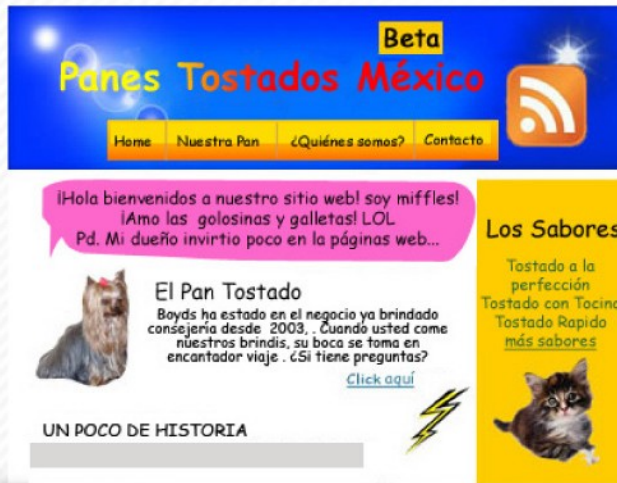 Beta
Panes Tostados México
Home Nuestra Pan ¿Quiénes somos? Contacto
¡Hola bienvenidos a nuestro sitio web! soy miffles!
¡Amo las golosinas y galletas! LOL
Pd. Mi dueño invirtio poco en la páginas web...
El Pan Tostado
Boyds ha estado en el negocio ya brindado
consejería desde 2003, . Cuando usted come
nuestros brindis, su boca se toma en
encantador viaje . ¿Si tiene preguntas?
Click aquí
UN POCO DE HISTORIA
Los Sabores
Tostado a la
perfección
Tostado con Tocino
Tostado Rapido
más sabores